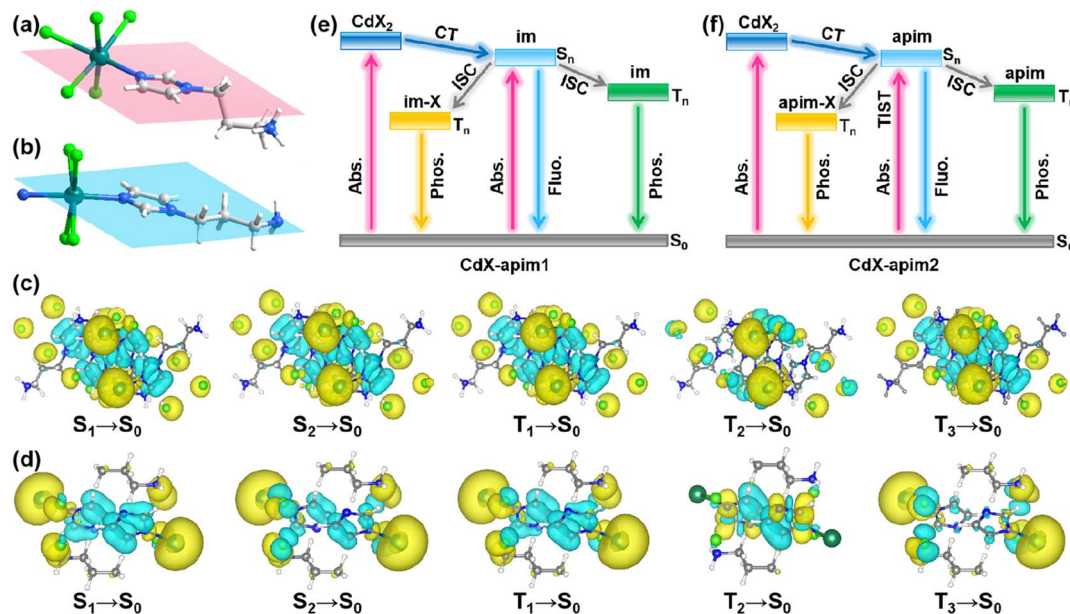 (a)
(b)
(e)
CdX₂
CT
im
Sₙ
ISC
ISC
im
im-X
Tₙ
Tₙ
Abs.
Phos.
Abs.
Fluo.
Phos.
S₀
CdX-apim1
(f)
CdX₂
CT
apim
Sₙ
ISC
ISC
apim
apim-X
Tₙ
Abs.
Phos.
TIST
Abs.
Fluo.
Phos.
CdX-apim2
(c)
S₁→S₀
S₂→S₀
T₁→S₀
T₂→S₀
T₃→S₀
(d)
S₁→S₀
S₂→S₀
T₁→S₀
T₂→S₀
T₃→S₀